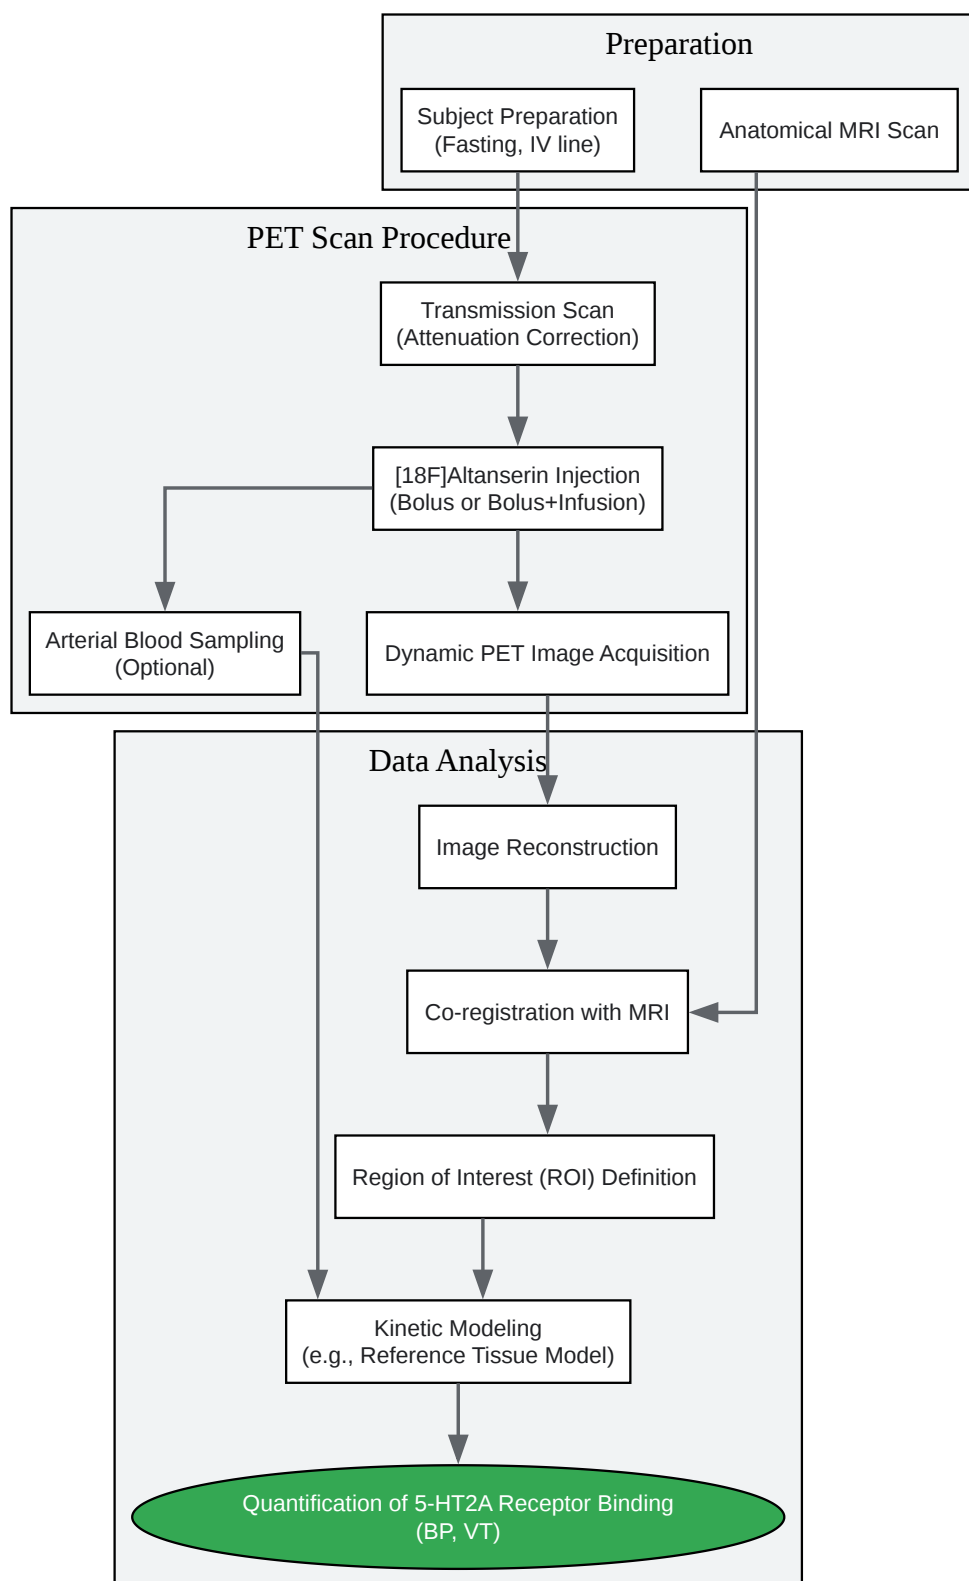 Preparation
Subject Preparation
(Fasting, IV line)
Anatomical MRI Scan
PET Scan Procedure
Transmission Scan
(Attenuation Correction)
[18F]Altanserin Injection
(Bolus or Bolus+Infusion)
Arterial Blood Sampling
(Optional)
Dynamic PET Image Acquisition
Data Analysis
Image Reconstruction
Co-registration with MRI
Region of Interest (ROI) Definition
Kinetic Modeling
(e.g., Reference Tissue Model)
Quantification of 5-HT2A Receptor Binding
(BP, VT)